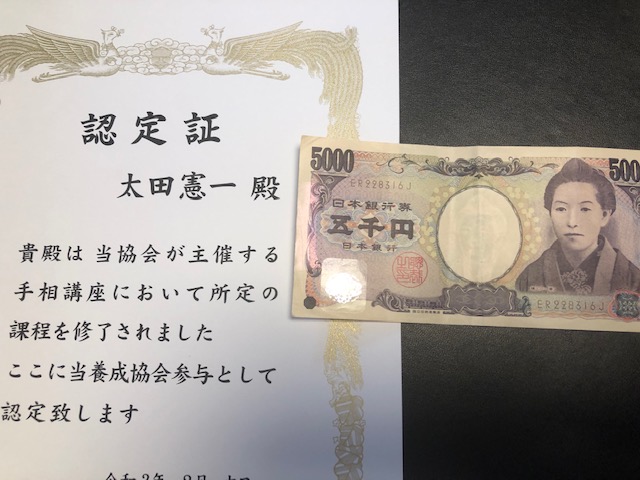 認定証
太田憲一 殿
貴殿は 当協会が主催する
手相講座において所定の
課程を修了されました
ここに当養成協会参与として
認定致します
5000
500
ER228316J
日本銀行券
五千円
日本銀行
ER228316J